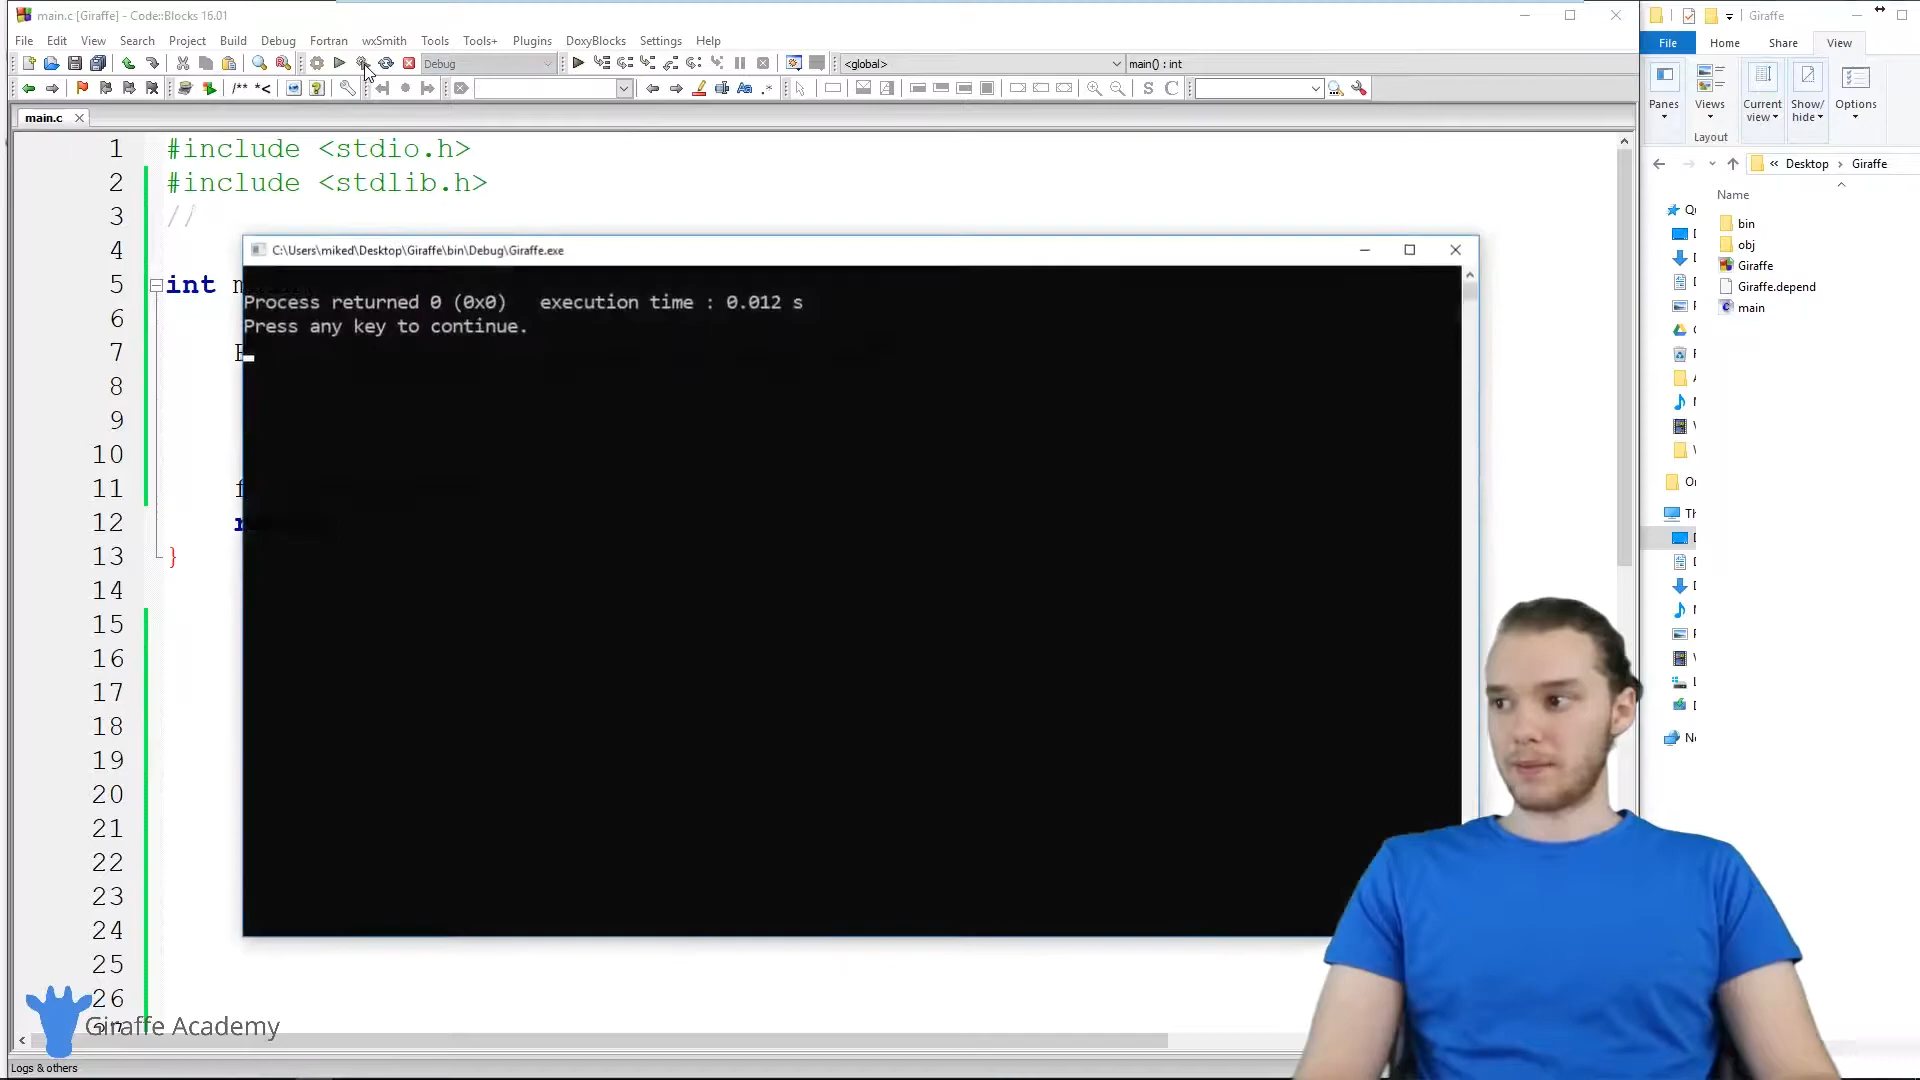 main.c [Giraffe] - Code::Blocks 16.01
File Edit View Search Project Build Debug Fortran wxSmith Tools Tools+ Plugins DoxyBlocks Settings Help
Debug
<global>
main() : int
/** *<
S C
main.c
1 #include <stdio.h>
2 #include <stdlib.h>
3 //
4
5 int
6
7
8
9
10
11 f
12
13 }
14
15
16
17
18
19
20
21
22
23
24
25
26
C:\Users\miked\Desktop\Giraffe\bin\Debug\Giraffe.exe
Process returned 0 (0x0)   execution time : 0.012 s
Press any key to continue.
Giraffe Academy
Logs & others
Giraffe
File Home Share View
Panes
Views
Current view
Show/ hide
Options
Layout
« Desktop › Giraffe
Name
bin
obj
Giraffe
Giraffe.depend
main